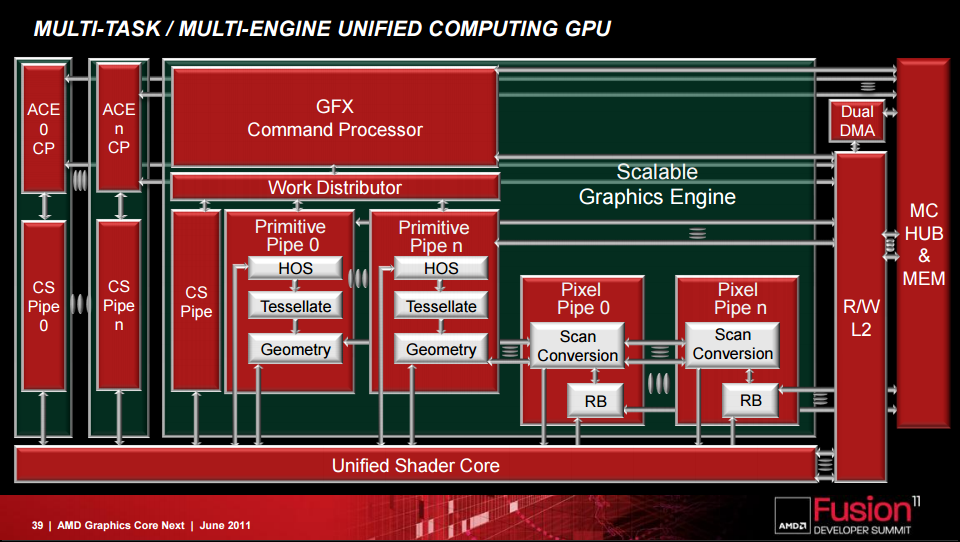 MULTI-TASK / MULTI-ENGINE UNIFIED COMPUTING GPU
ACE
0
CP
ACE
n
CP
GFX
Command Processor
Dual
DMA
Scalable
Graphics Engine
Work Distributor
MC
HUB
&
MEM
CS
Pipe
0
CS
Pipe
n
CS
Pipe
Primitive
Pipe 0
HOS
Tessellate
Geometry
Primitive
Pipe n
HOS
Tessellate
Geometry
Pixel
Pipe 0
Scan
Conversion
RB
Pixel
Pipe n
Scan
Conversion
RB
R/W
L2
Unified Shader Core
39 | AMD Graphics Core Next | June 2011
AMD
Fusion11
DEVELOPER SUMMIT